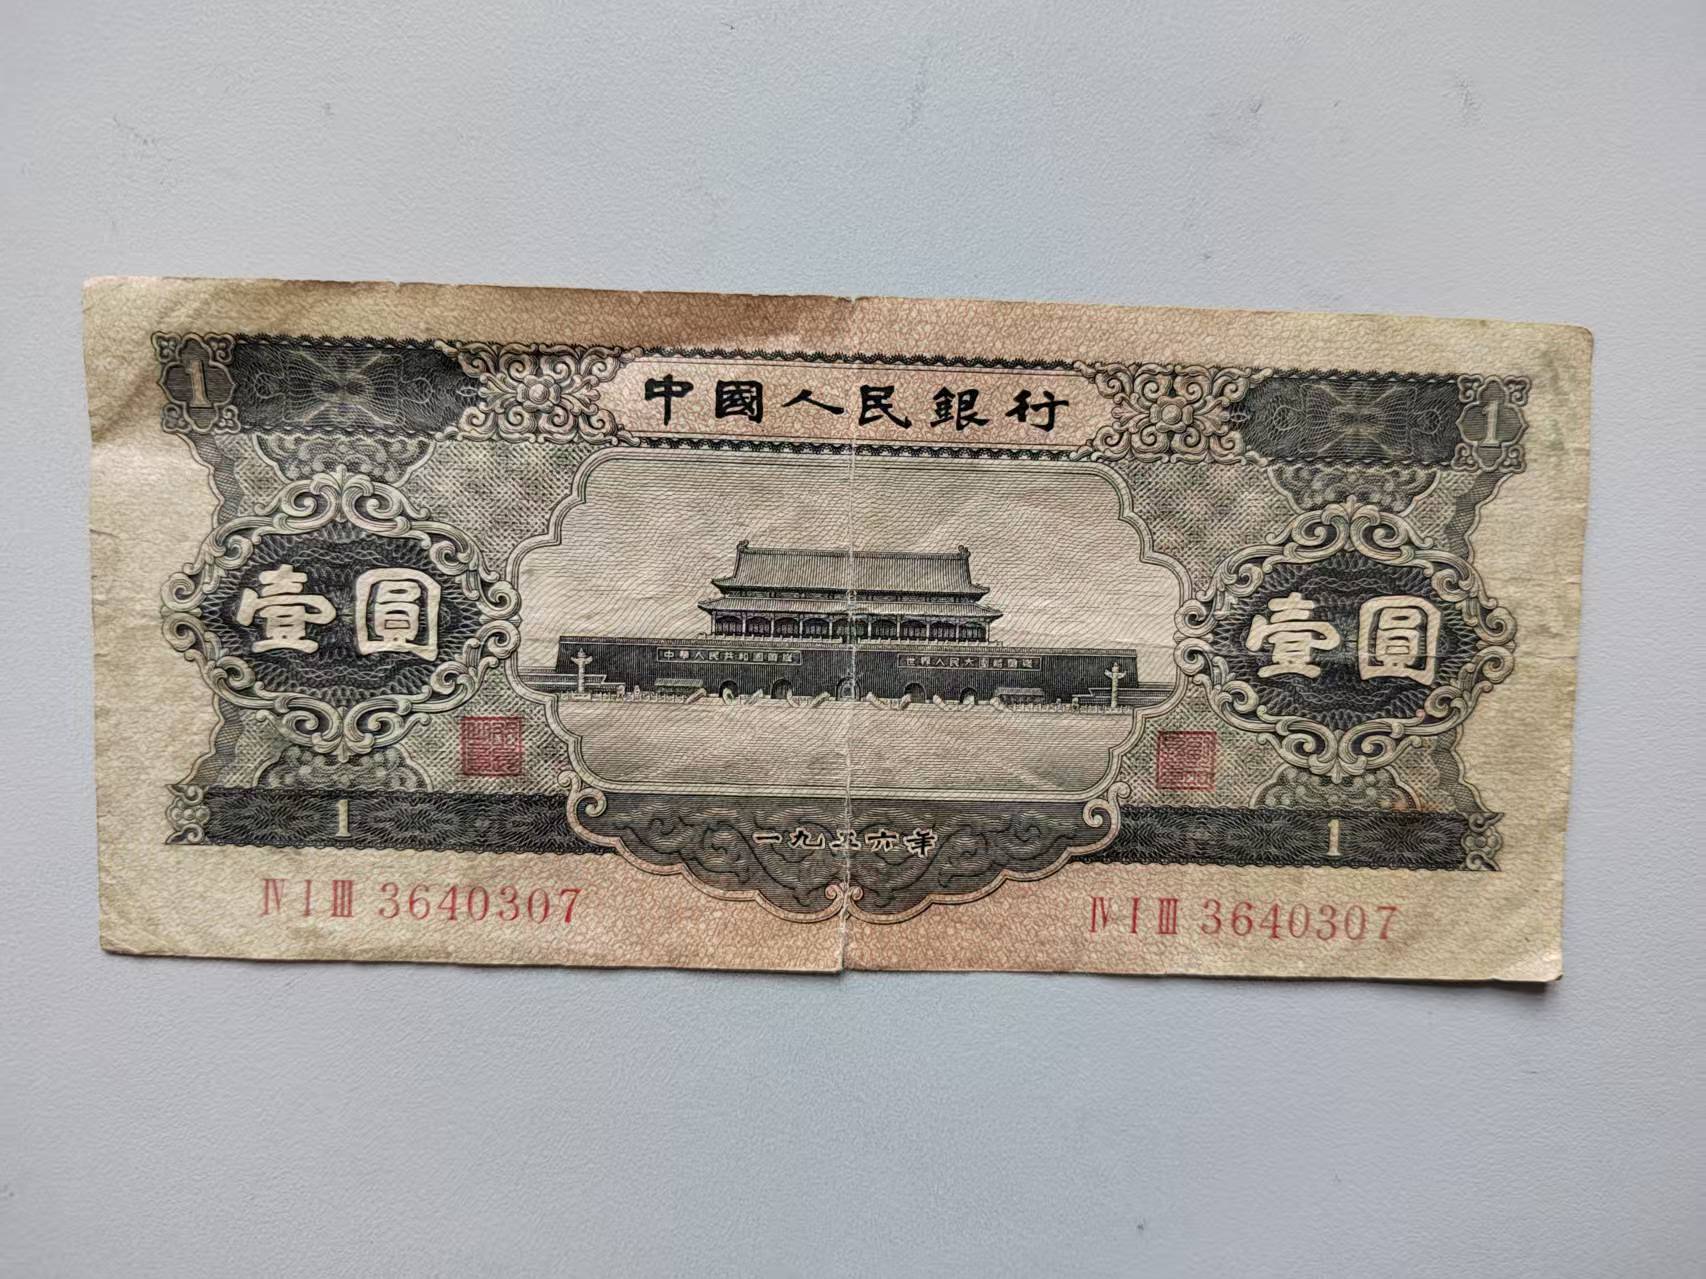 1 中國人民銀行 1
壹圓 壹圓
中華人民共和國萬歲 世界人民大團結萬歲
1 一九五六年 1
Ⅳ Ⅰ Ⅲ 3640307 Ⅳ Ⅰ Ⅲ 3640307